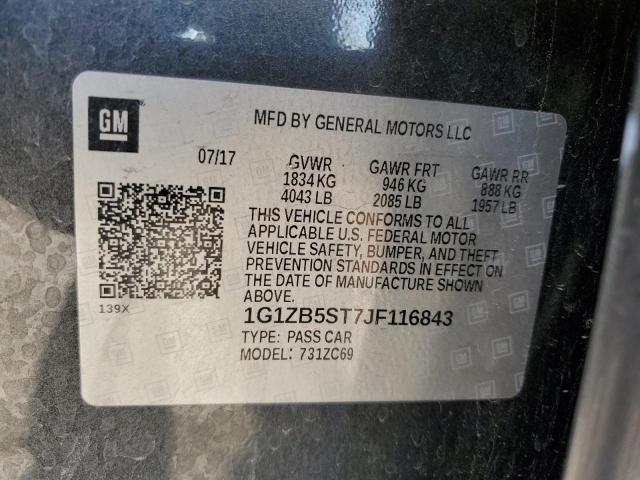 GM
MFD BY GENERAL MOTORS LLC
07/17 GVWR GAWR FRT GAWR RR
1834 KG 946 KG 888 KG
4043 LB 2085 LB 1957 LB
THIS VEHICLE CONFORMS TO ALL
APPLICABLE U.S. FEDERAL MOTOR
VEHICLE SAFETY, BUMPER, AND THEFT
PREVENTION STANDARDS IN EFFECT ON
THE DATE OF MANUFACTURE SHOWN
ABOVE.
139X
1G1ZB5ST7JF116843
TYPE: PASS CAR
MODEL: 731ZC69